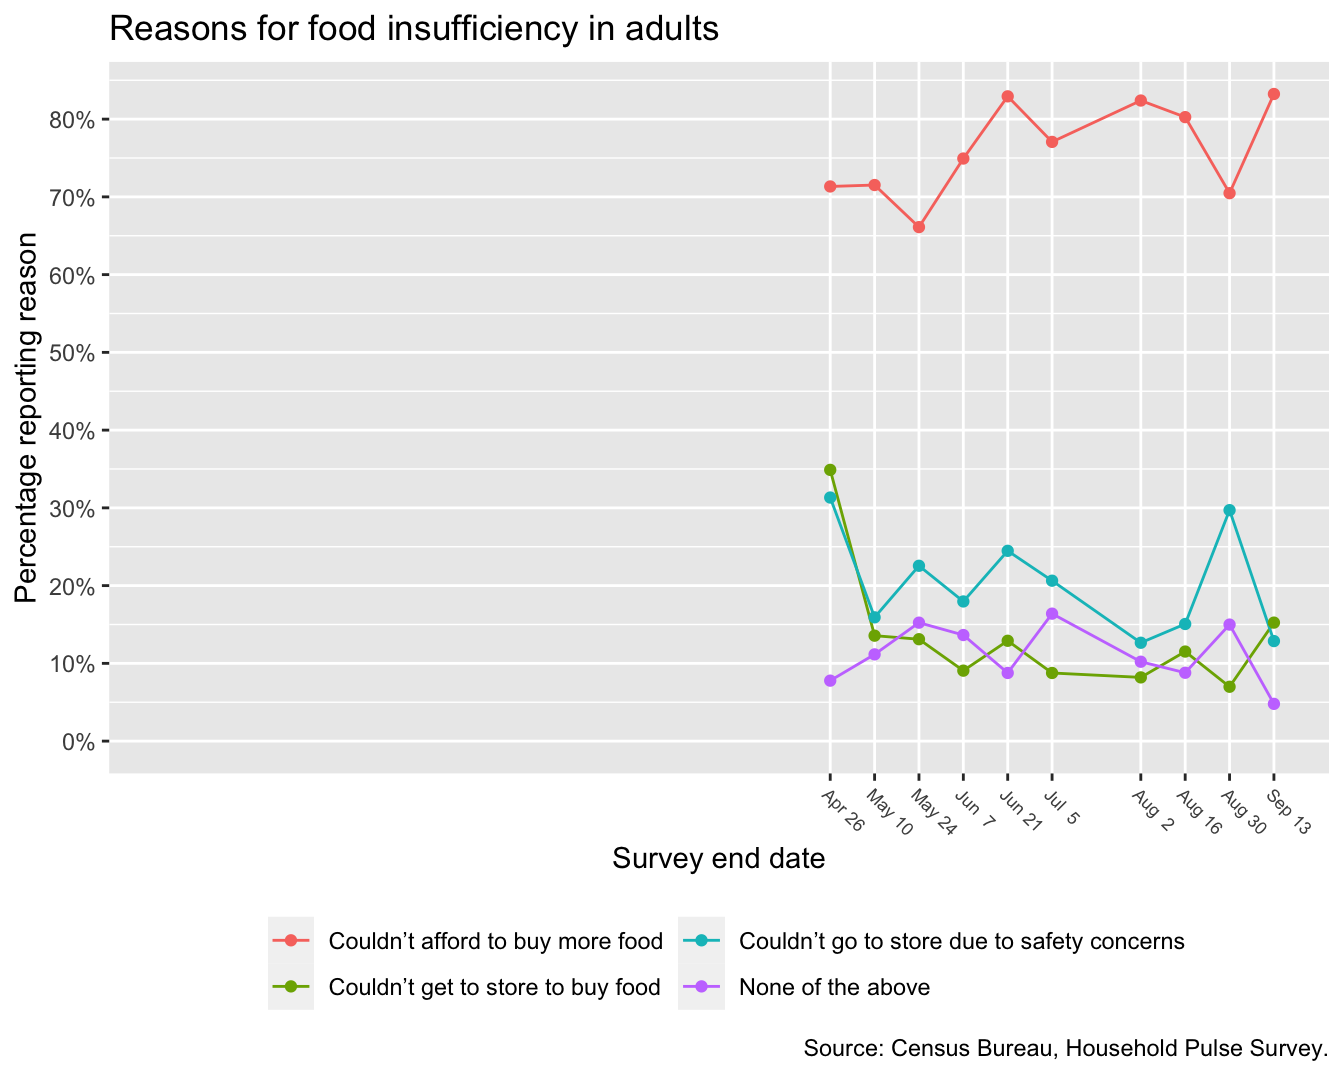 Reasons for food insufficiency in adults
Percentage reporting reason
80%
70%
60%
50%
40%
30%
20%
10%
0%
Apr 26
May 10
May 24
Jun 7
Jun 21
Jul 5
Aug 2
Aug 16
Aug 30
Sep 13
Survey end date
Couldn’t afford to buy more food
Couldn’t go to store due to safety concerns
Couldn’t get to store to buy food
None of the above
Source: Census Bureau, Household Pulse Survey.